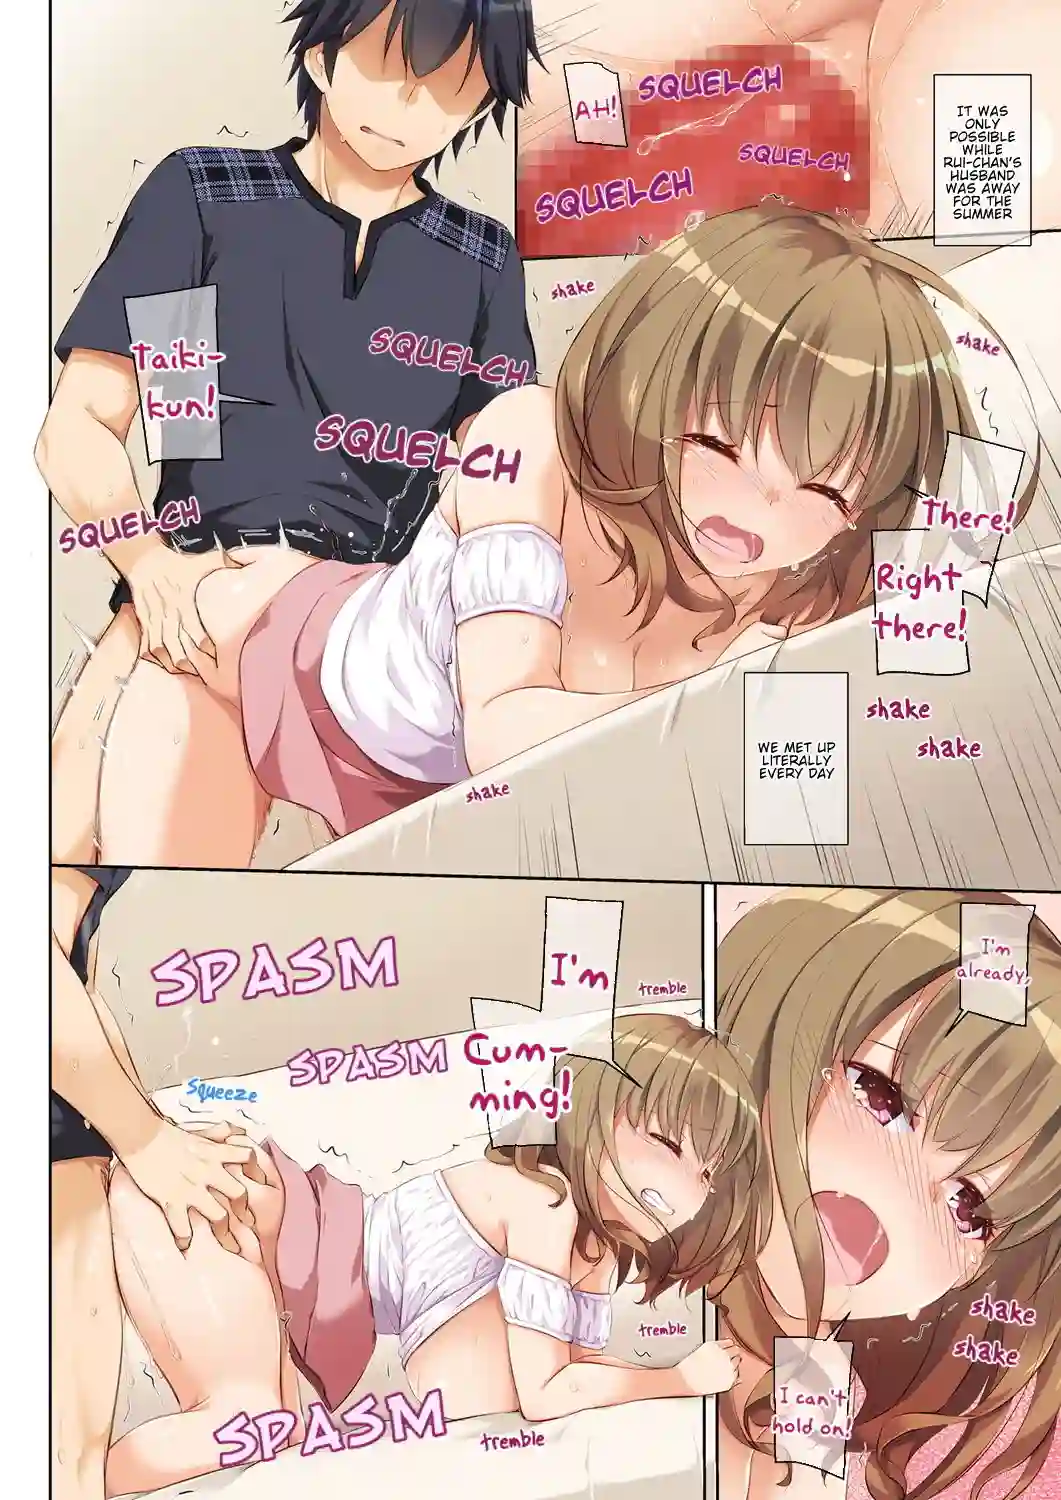 IT WAS
ONLY
POSSIBLE
WHILE
RUI-CHAN'S
HUSBAND
WAS AWAY
FOR THE
SUMMER
AH!
SQUELCH
SQUELCH
SQUELCH
shake
shake
Taiki-
kun!
SQUELCH
SQUELCH
SQUELCH
There!
Right
there!
shake
shake
shake
WE MET UP
LITERALLY
EVERY DAY
I'm
already,
I can't
hold on!
shake
shake
I'm
Cum-
ming!
SPASM
SPASM
squeeze
tremble
tremble
SPASM
tremble